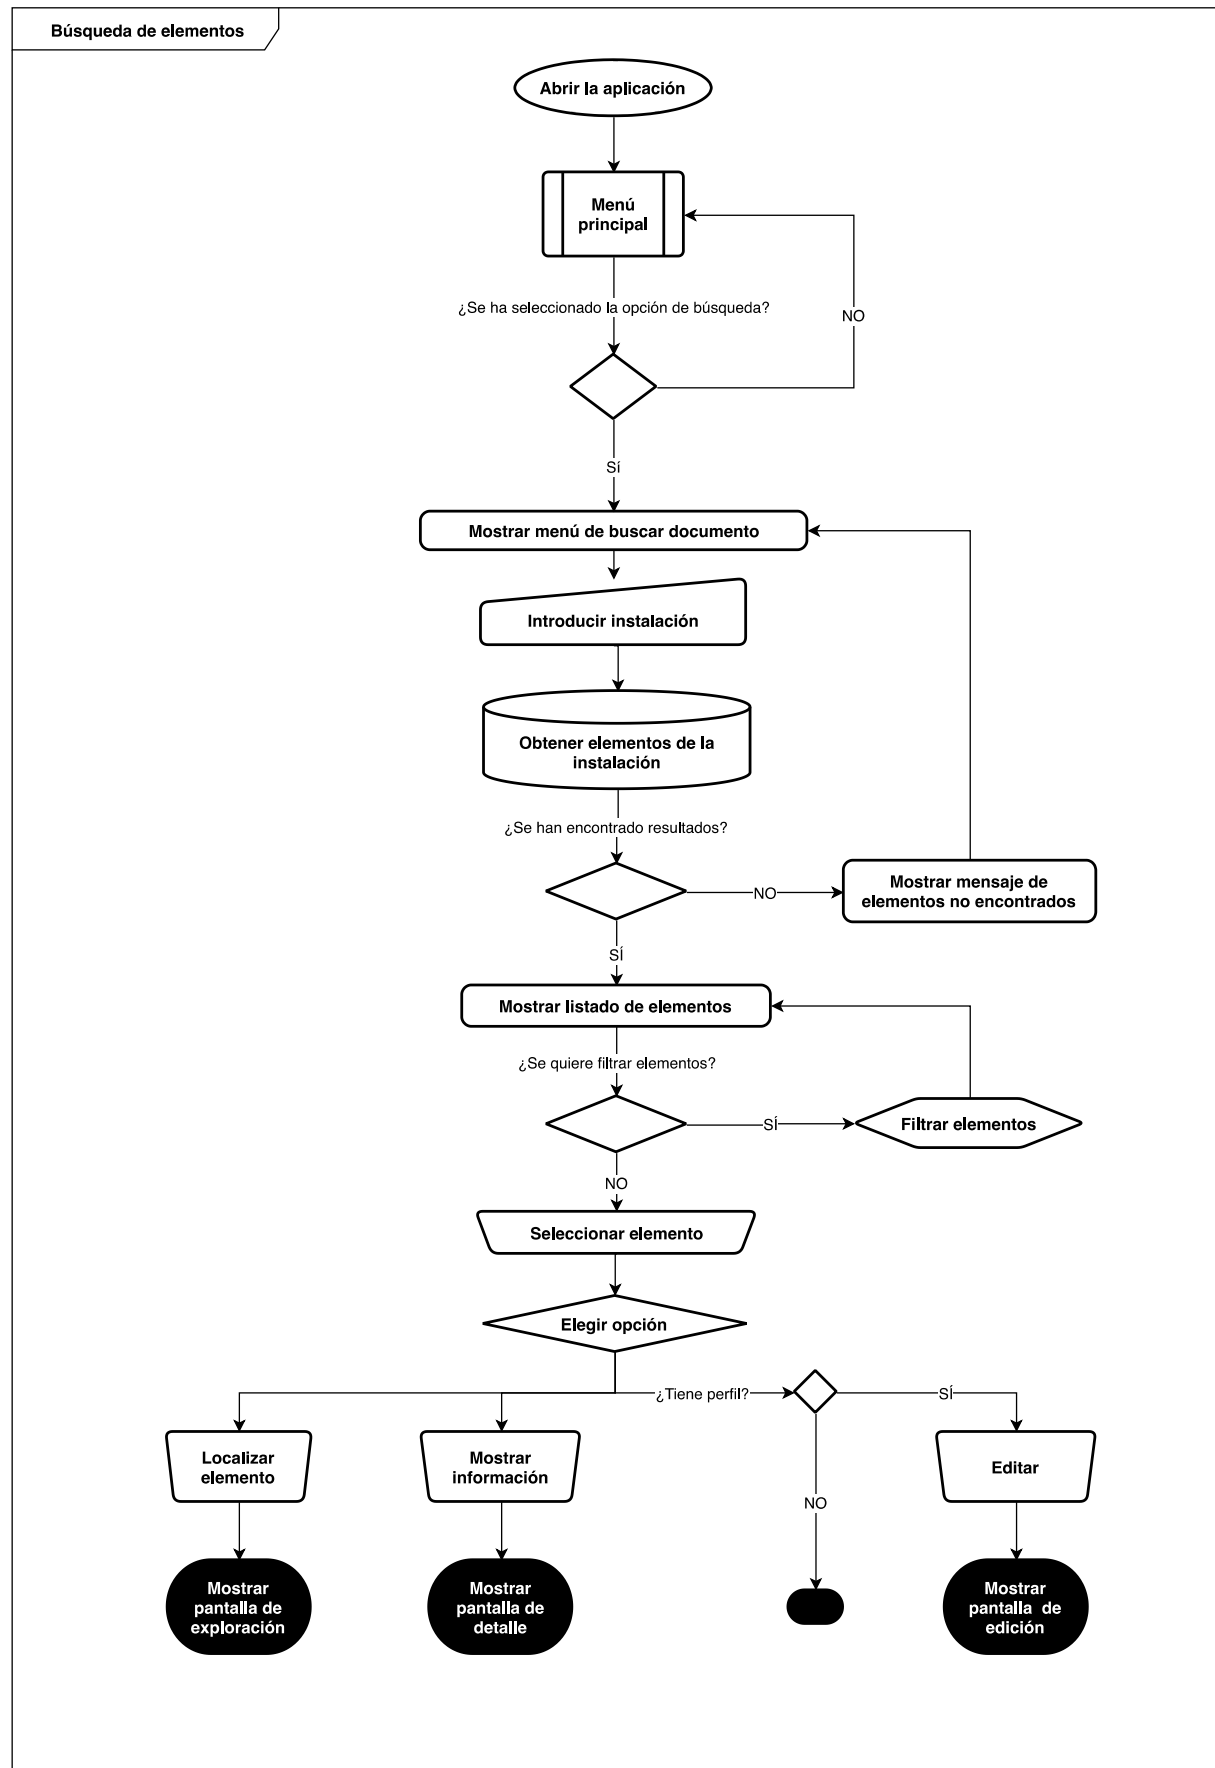 Búsqueda de elementos
Abrir la aplicación
Menú
principal
¿Se ha seleccionado la opción de búsqueda?
NO
Sí
Mostrar menú de buscar documento
Introducir instalación
Obtener elementos de la
instalación
¿Se han encontrado resultados?
NO
Mostrar mensaje de
elementos no encontrados
SÍ
Mostrar listado de elementos
¿Se quiere filtrar elementos?
SÍ
Filtrar elementos
NO
Seleccionar elemento
Elegir opción
¿Tiene perfil?
SÍ
Localizar
elemento
Mostrar
información
Editar
NO
Mostrar
pantalla de
exploración
Mostrar
pantalla de
detalle
Mostrar
pantalla de
edición